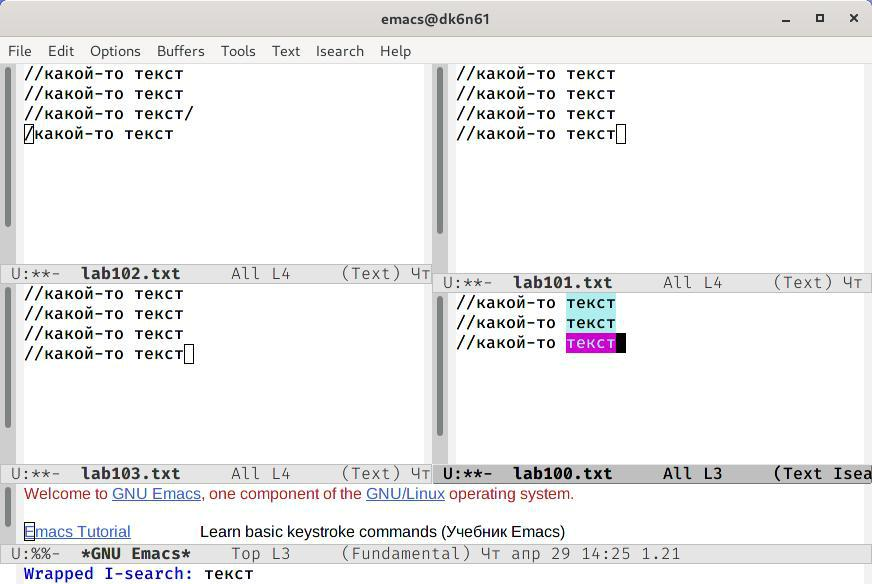 emacs@dk6n61
File Edit Options Buffers Tools Text Isearch Help
//какой-то текст
//какой-то текст
//какой-то текст/
/какой-то текст
U:**- lab102.txt All L4 (Text) Чт
//какой-то текст
//какой-то текст
//какой-то текст
//какой-то текст
U:**- lab103.txt All L4 (Text) Чт
//какой-то текст
//какой-то текст
//какой-то текст
//какой-то текст
U:**- lab101.txt All L4 (Text) Чт
//какой-то текст
//какой-то текст
//какой-то текст
U:**- lab100.txt All L3 (Text Isea
Welcome to GNU Emacs, one component of the GNU/Linux operating system.
Emacs Tutorial Learn basic keystroke commands (Учебник Emacs)
U:%%- *GNU Emacs* Top L3 (Fundamental) Чт апр 29 14:25 1.21
Wrapped I-search: текст